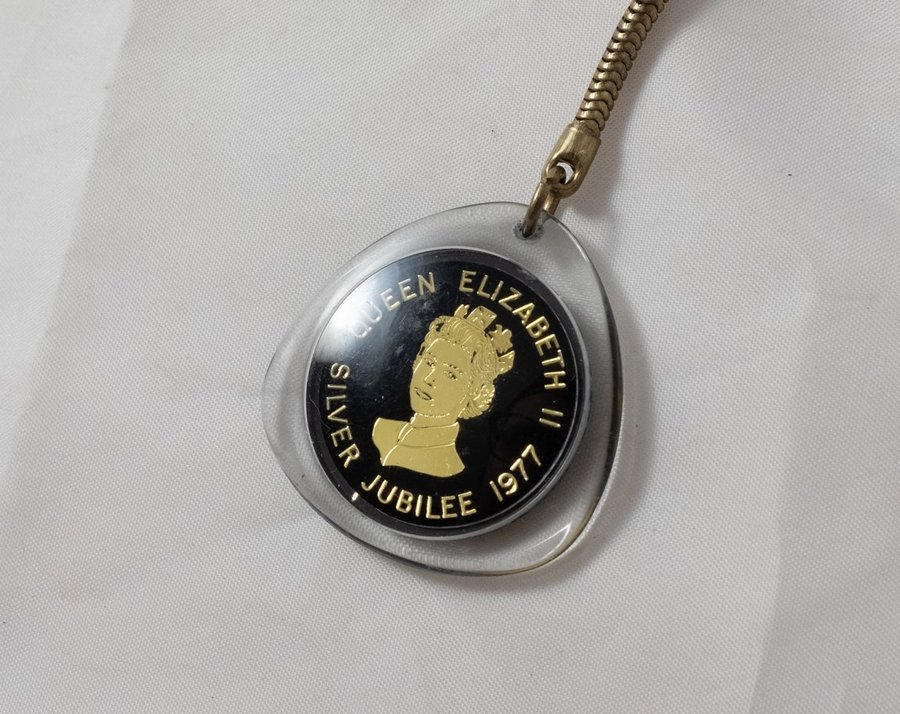 QUEEN ELIZABETH II
SILVER JUBILEE 1977